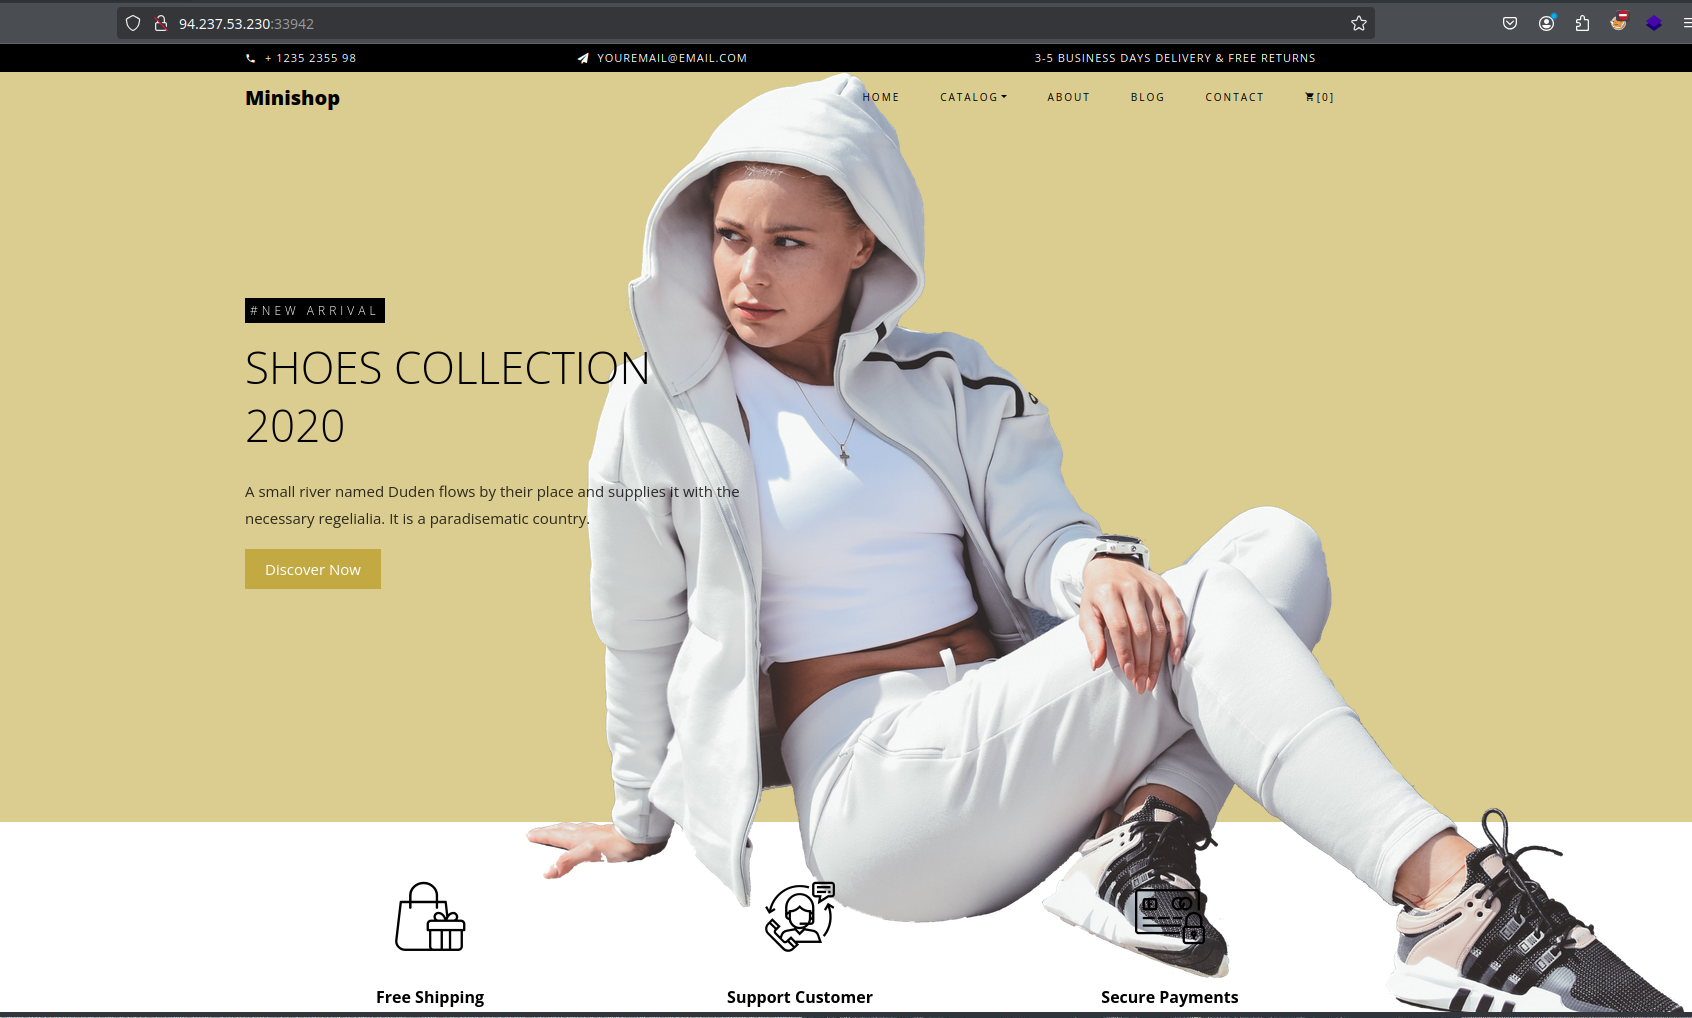 94.237.53.230:33942
+ 1235 2355 98
YOUREMAIL@EMAIL.COM
3-5 BUSINESS DAYS DELIVERY & FREE RETURNS
Minishop
HOME
CATALOG
ABOUT
BLOG
CONTACT
[0]
#NEW ARRIVAL
SHOES COLLECTION
2020
A small river named Duden flows by their place and supplies it with the
necessary regelialia. It is a paradisematic country.
Discover Now
Free Shipping
Support Customer
Secure Payments